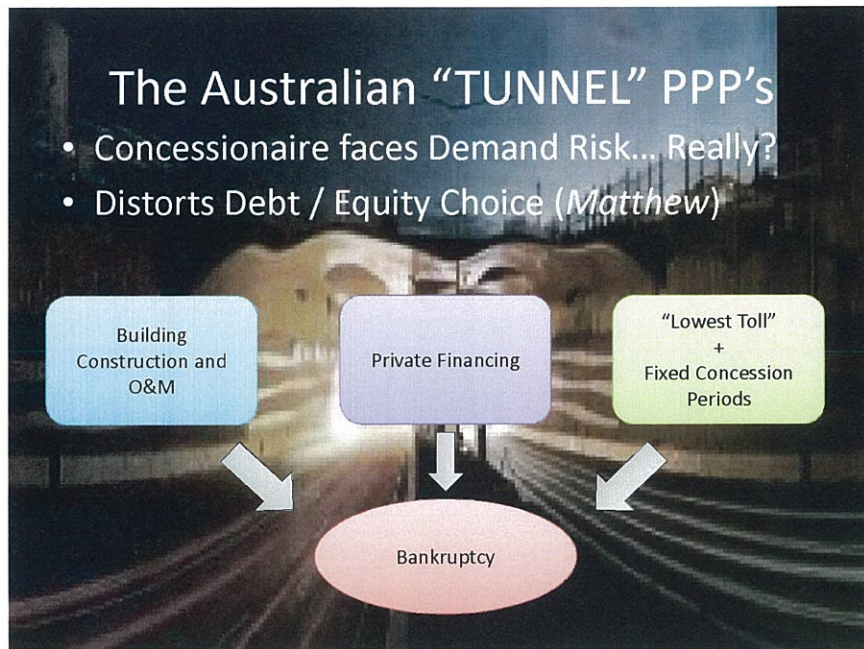 The Australian “TUNNEL” PPP’s
• Concessionaire faces Demand Risk... Really?
• Distorts Debt / Equity Choice (Matthew)
Building
Construction and
O&M
Private Financing
“Lowest Toll”
+
Fixed Concession
Periods
Bankruptcy